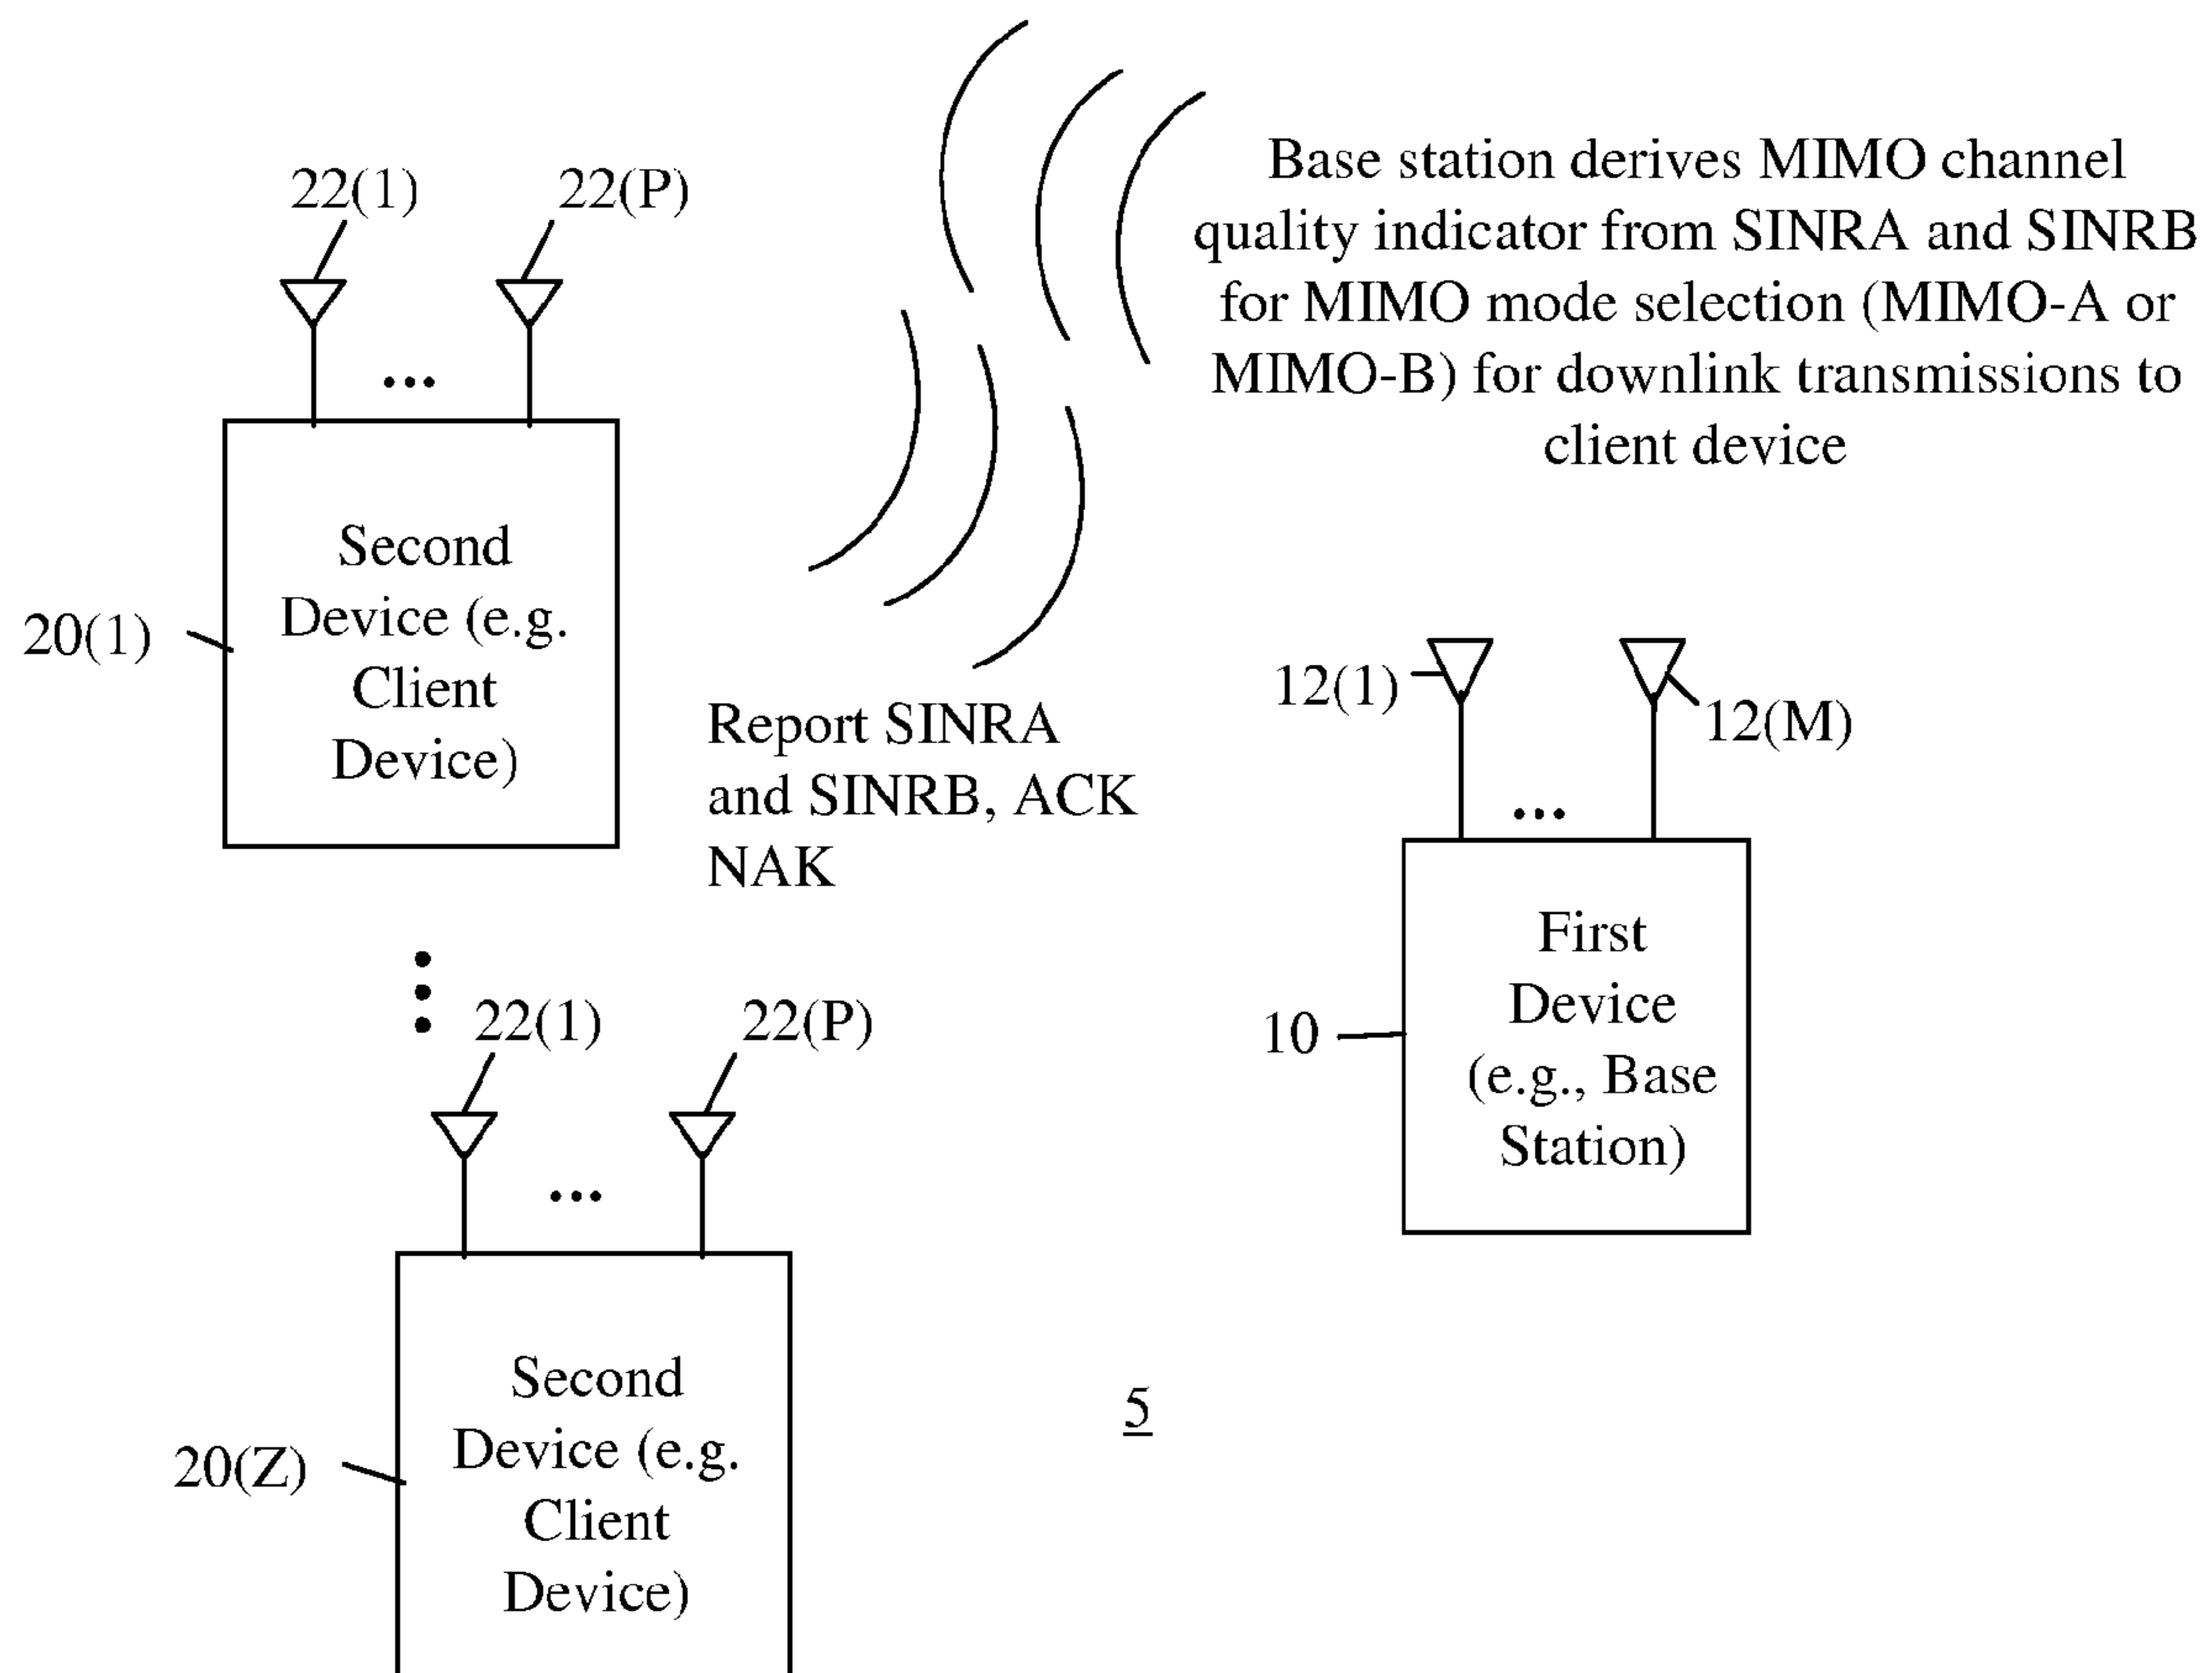 22(1)
22(P)
Base station derives MIMO channel
quality indicator from SINRA and SINRB
for MIMO mode selection (MIMO-A or
MIMO-B) for downlink transmissions to
client device
...
Second
Device (e.g.
Client
Device)
20(1)
Report SINRA
and SINRB, ACK
NAK
12(1)
12(M)
...
First
Device
(e.g., Base
Station)
10
22(1)
22(P)
...
Second
Device (e.g.
Client
Device)
20(Z)
5